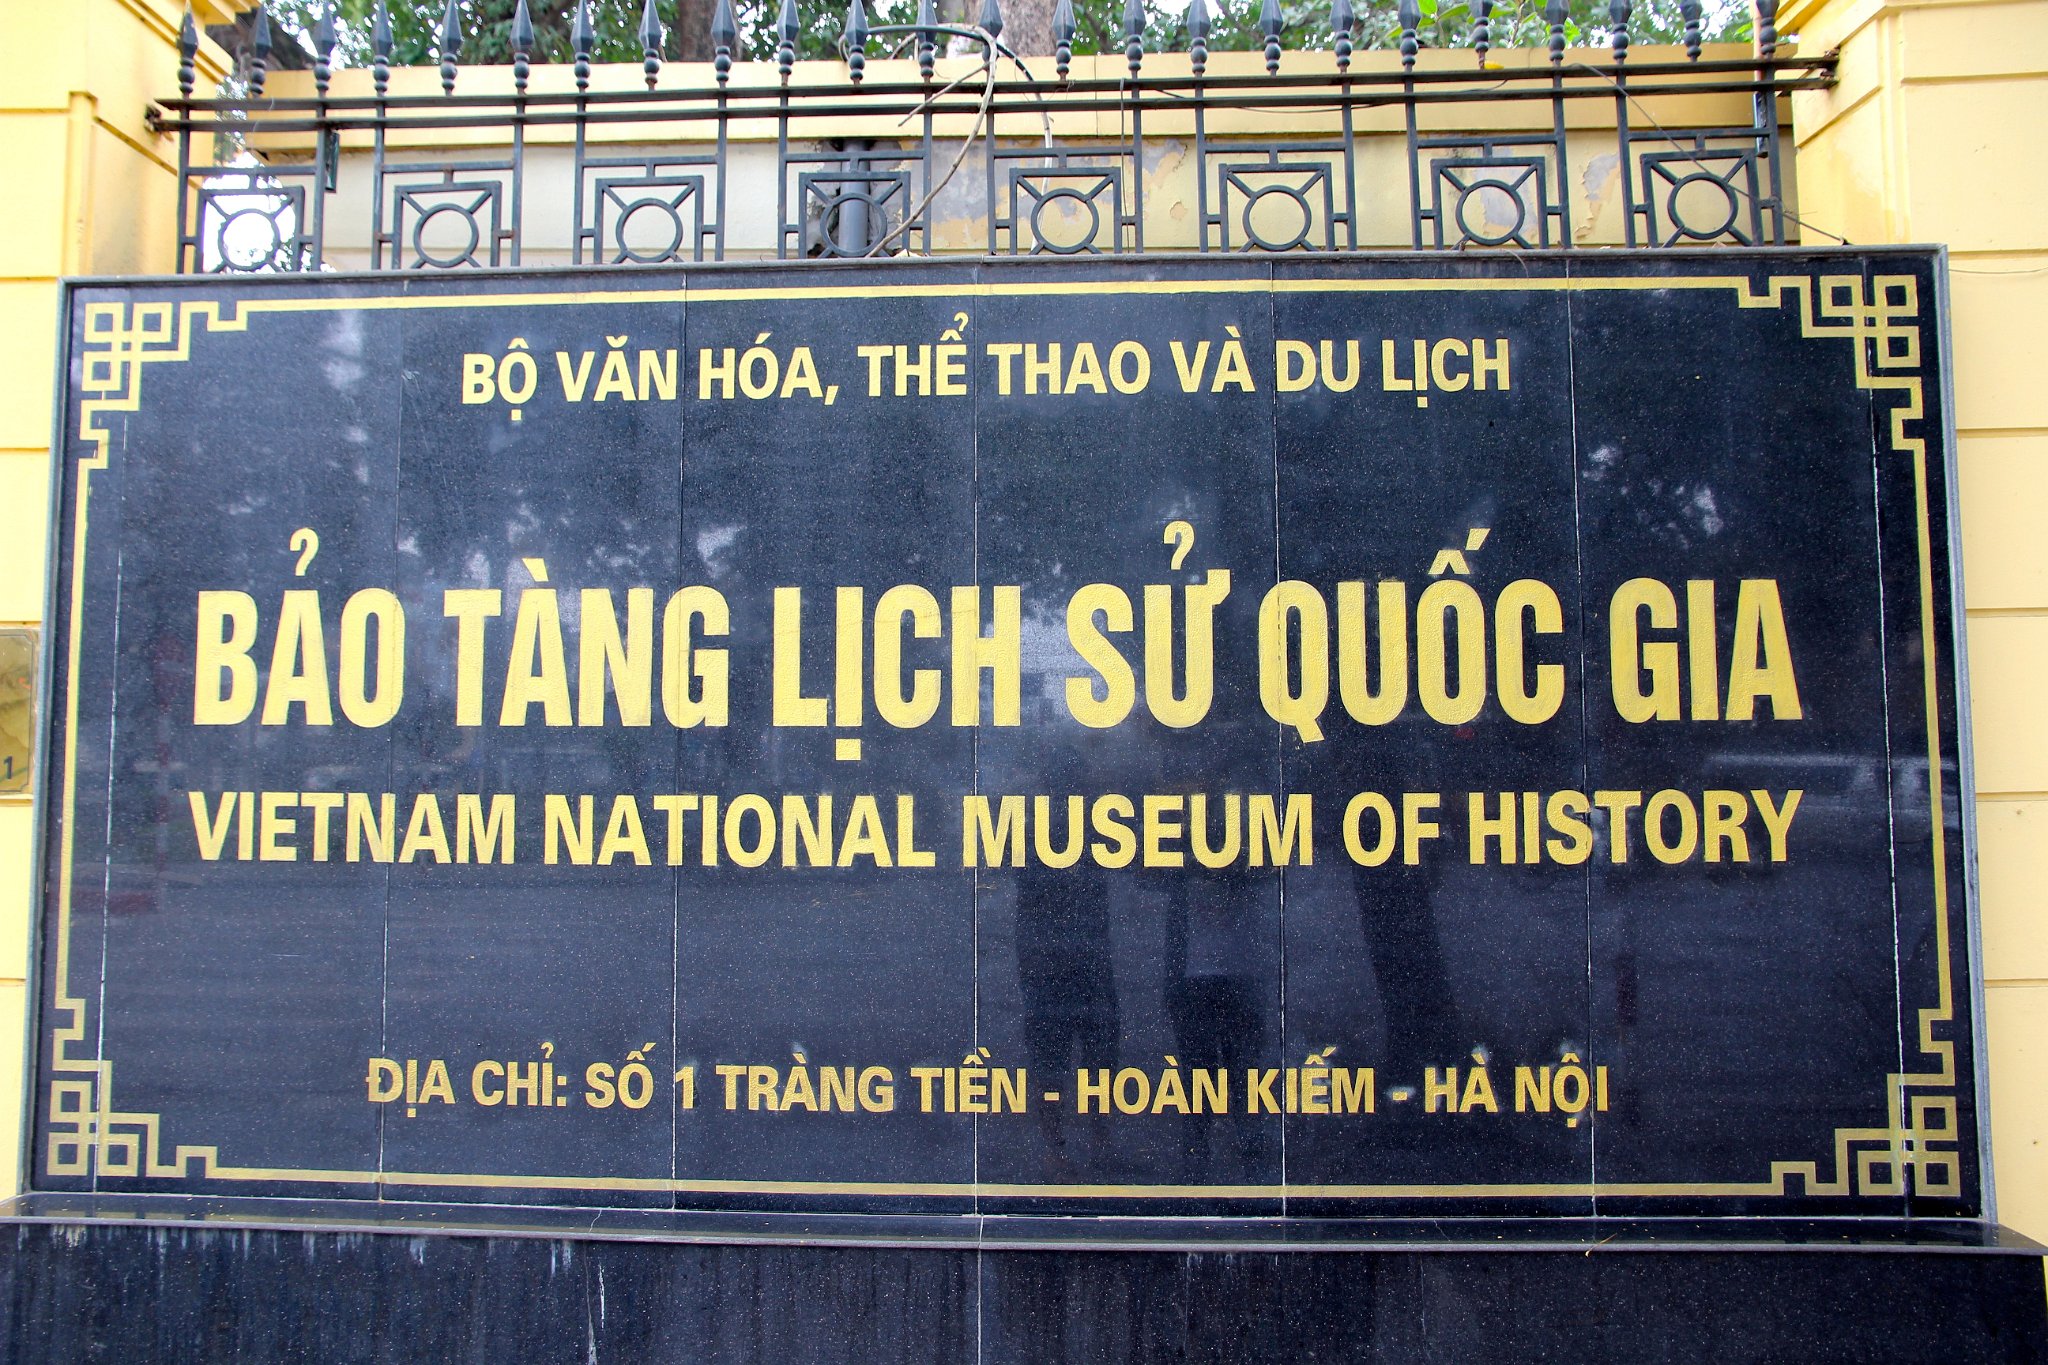 BỘ VĂN HÓA, THỂ THAO VÀ DU LỊCH
BẢO TÀNG LỊCH SỬ QUỐC GIA
VIETNAM NATIONAL MUSEUM OF HISTORY
ĐỊA CHỈ: SỐ 1 TRÀNG TIỀN - HOÀN KIẾM - HÀ NỘI
1